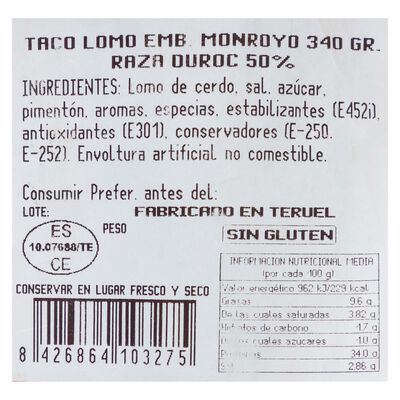 TACO LOMO EMB. MONROYO 340 GR.
RAZA DUROC 50%
INGREDIENTES: Lomo de cerdo, sal, azúcar,
pimentón, aromas, especias, estabilizantes (E452i),
antioxidantes (E301), conservadores (E-250,
E-252). Envoltura artificial no comestible.
Consumir Prefer. antes del:
LOTE:
FABRICADO EN TERUEL
PESO
ES
10.07688/TE
CE
SIN GLUTEN
INFORMACION NUTRICIONAL MEDIA
(por cada 100 g)
Valor energético 962 kJ/229 kcal
Grasas 9.6 g
De las cuales saturadas 3.82 g
Hidratos de carbono 1.7 g
De los cuales azúcares 1.0 g
Proteínas 34.0 g
Sal 2.86 g
CONSERVAR EN LUGAR FRESCO Y SECO
8 426864 103275